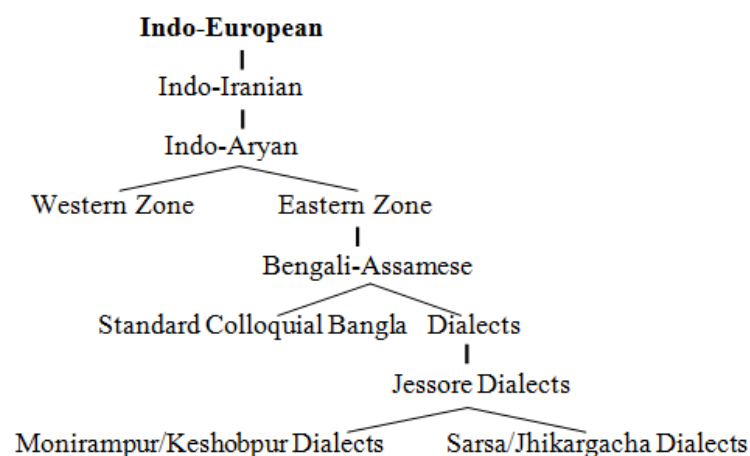 Indo-European
Indo-Iranian
Indo-Aryan
Western Zone Eastern Zone
Bengali-Assamese
Standard Colloquial Bangla Dialects
Jessore Dialects
Monirampur/Keshobpur Dialects Sarsa/Jhikargacha Dialects